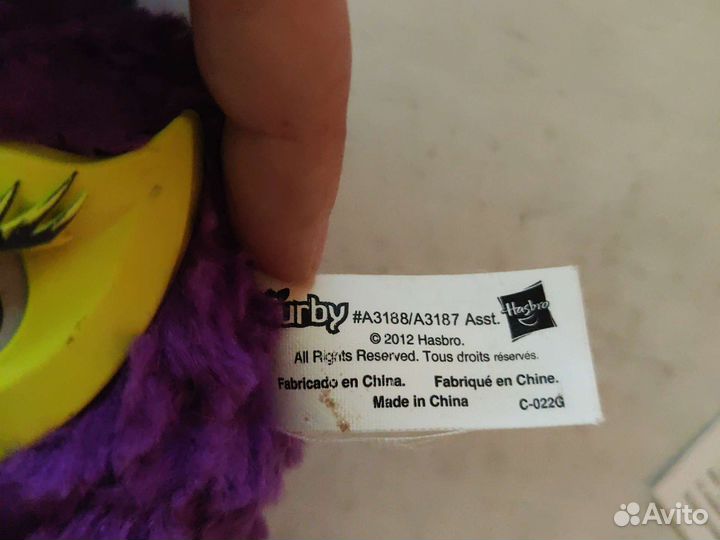 urby #A3188/A3187 Asst. Hasbro
© 2012 Hasbro.
All Rights Reserved. Tous droits réservés.
Fabricado en China. Fabriqué en Chine.
Made in China C-022G
Avito